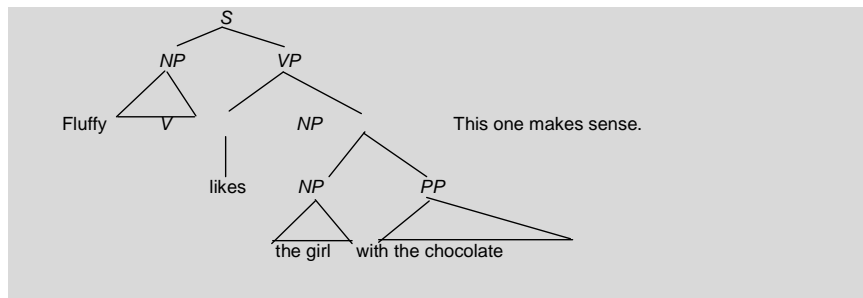 S
NP VP
Fluffy V NP This one makes sense.
likes NP PP
the girl with the chocolate